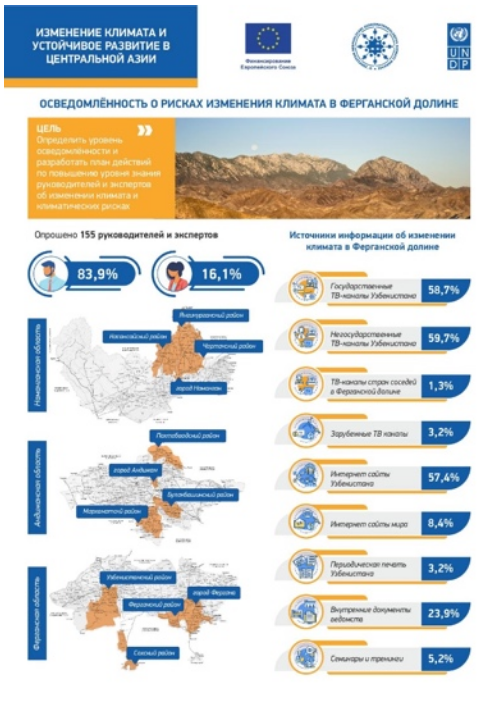 ИЗМЕНЕНИЕ КЛИМАТА И
УСТОЙЧИВОЕ РАЗВИТИЕ В
ЦЕНТРАЛЬНОЙ АЗИИ
Финансирование
Европейского Союза
U N
D P
ОСВЕДОМЛЁННОСТЬ О РИСКАХ ИЗМЕНЕНИЯ КЛИМАТА В ФЕРГАНСКОЙ ДОЛИНЕ
ЦЕЛЬ
Определить уровень
осведомлённости и
разработать план действий
по повышению уровня знания
руководителей и экспертов
об изменении климата и
климатических рисках
Опрошено 155 руководителей и экспертов
83,9%
16,1%
Наманганская область
Янгикурганский район
Касансайский район
Чартакский район
город Наманган
Андижанская область
Пахтаабадский район
город Андижан
Булакбашинский район
Мархаматский район
Ферганская область
Узбекистанский район
город Фергана
Ферганский район
Сохский район
Источники информации об изменении
климата в Ферганской долине
Государственные
ТВ-каналы Узбекистана
58,7%
Негосударственные
ТВ-каналы Узбекистана
59,7%
ТВ-каналы стран соседей
в Ферганской долине
1,3%
Зарубежные ТВ каналы
3,2%
Интернет сайты
Узбекистана
57,4%
Интернет сайты мира
8,4%
Периодическая печать
Узбекистана
3,2%
Внутренние документы
ведомств
23,9%
Семинары и тренинги
5,2%